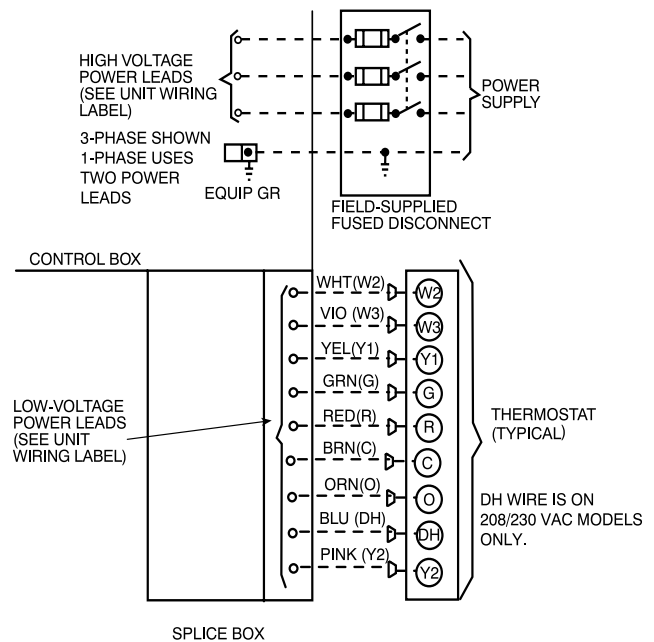 HIGH VOLTAGE
POWER LEADS
(SEE UNIT WIRING
LABEL)
POWER
SUPPLY
3-PHASE SHOWN
1-PHASE USES
TWO POWER
LEADS
EQUIP GR
FIELD-SUPPLIED
FUSED DISCONNECT
CONTROL BOX
WHT(W2)
W2
VIO (W3)
W3
YEL(Y1)
Y1
GRN(G)
G
RED(R)
R
BRN(C)
C
ORN(O)
O
BLU (DH)
DH
PINK (Y2)
Y2
LOW-VOLTAGE
POWER LEADS
(SEE UNIT
WIRING LABEL)
THERMOSTAT
(TYPICAL)
DH WIRE IS ON
208/230 VAC MODELS
ONLY.
SPLICE BOX